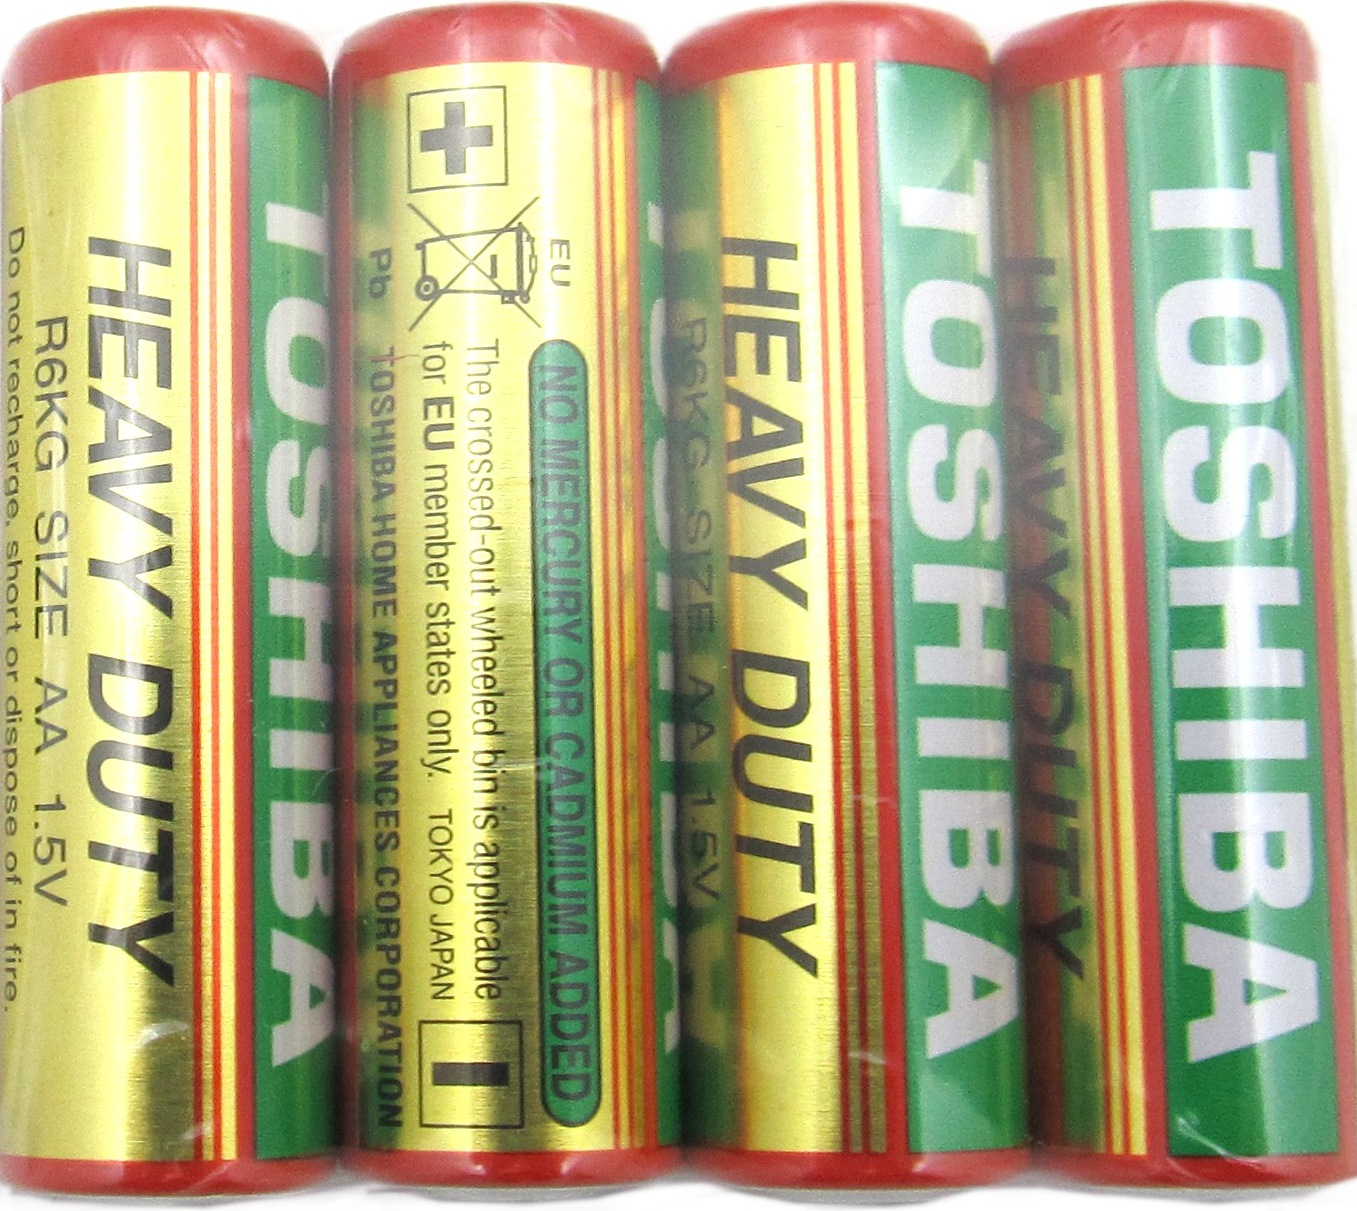 TOSHIBA
HEAVY DUTY
R6KG SIZE AA 1.5V
Do not recharge, short or dispose of in fire.
EU
NO MERCURY OR CADMIUM ADDED
The crossed-out wheeled bin is applicable
for EU member states only. TOKYO JAPAN
Pb
TOSHIBA HOME APPLIANCES CORPORATION
TOSHIBA
HEAVY DUTY
R6KG SIZE AA 1.5V
TOSHIBA
HEAVY DUTY
TOSHIBA